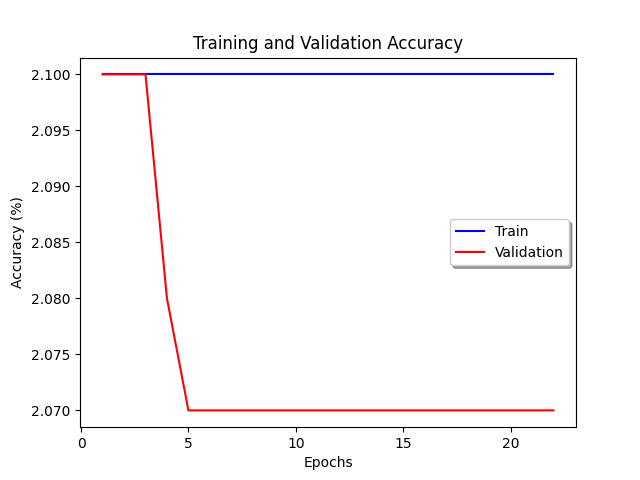 Training and Validation Accuracy
2.100
2.095
2.090
2.085
2.080
2.075
2.070
Accuracy (%)
Train
Validation
0
5
10
15
20
Epochs